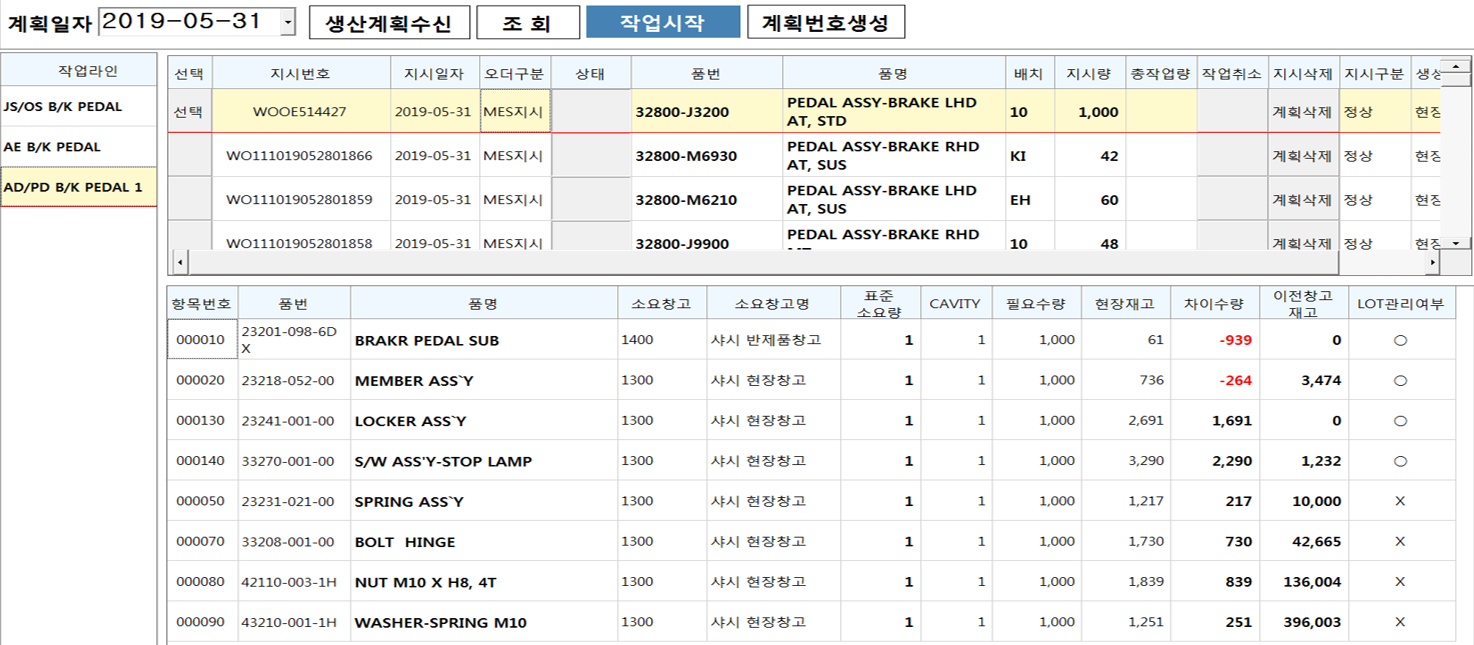 계획일자 2019-05-31 생산계획수신 조 회 작업시작 계획번호생성
작업라인
JS/OS B/K PEDAL
AE B/K PEDAL
AD/PD B/K PEDAL 1
선택 지시번호 지시일자 오더구분 상태 품번 품명 배치 지시량 총작업량 작업취소 지시삭제 지시구분 생성
선택 WOOE514427 2019-05-31 MES지시 32800-J3200 PEDAL ASSY-BRAKE LHD 10 1,000 계획삭제 정상 현장
AT, STD
WO111019052801866 2019-05-31 MES지시 32800-M6930 PEDAL ASSY-BRAKE RHD KI 42 계획삭제 정상 현장
AT, SUS
WO111019052801859 2019-05-31 MES지시 32800-M6210 PEDAL ASSY-BRAKE LHD EH 60 계획삭제 정상 현장
AT, SUS
WO111019052801858 2019-05-31 MES지시 32800-J9900 PEDAL ASSY-BRAKE RHD 10 48 계획삭제 정상 현장
항목번호 품번 품명 소요창고 소요창고명 표준 CAVITY 필요수량 현장재고 차이수량 이전창고 LOT관리여부
소요량 재고
000010 23201-098-6D BRAKR PEDAL SUB 1400 샤시 반제품창고 1 1 1,000 61 -939 0 ○
X
000020 23218-052-00 MEMBER ASS`Y 1300 샤시 현장창고 1 1 1,000 736 -264 3,474 ○
000130 23241-001-00 LOCKER ASS`Y 1300 샤시 현장창고 1 1 1,000 2,691 1,691 0 ○
000140 33270-001-00 S/W ASS'Y-STOP LAMP 1300 샤시 현장창고 1 1 1,000 3,290 2,290 1,232 ○
000050 23231-021-00 SPRING ASS`Y 1300 샤시 현장창고 1 1 1,000 1,217 217 10,000 X
000070 33208-001-00 BOLT HINGE 1300 샤시 현장창고 1 1 1,000 1,730 730 42,665 X
000080 42110-003-1H NUT M10 X H8, 4T 1300 샤시 현장창고 1 1 1,000 1,839 839 136,004 X
000090 43210-001-1H WASHER-SPRING M10 1300 샤시 현장창고 1 1 1,000 1,251 251 396,003 X